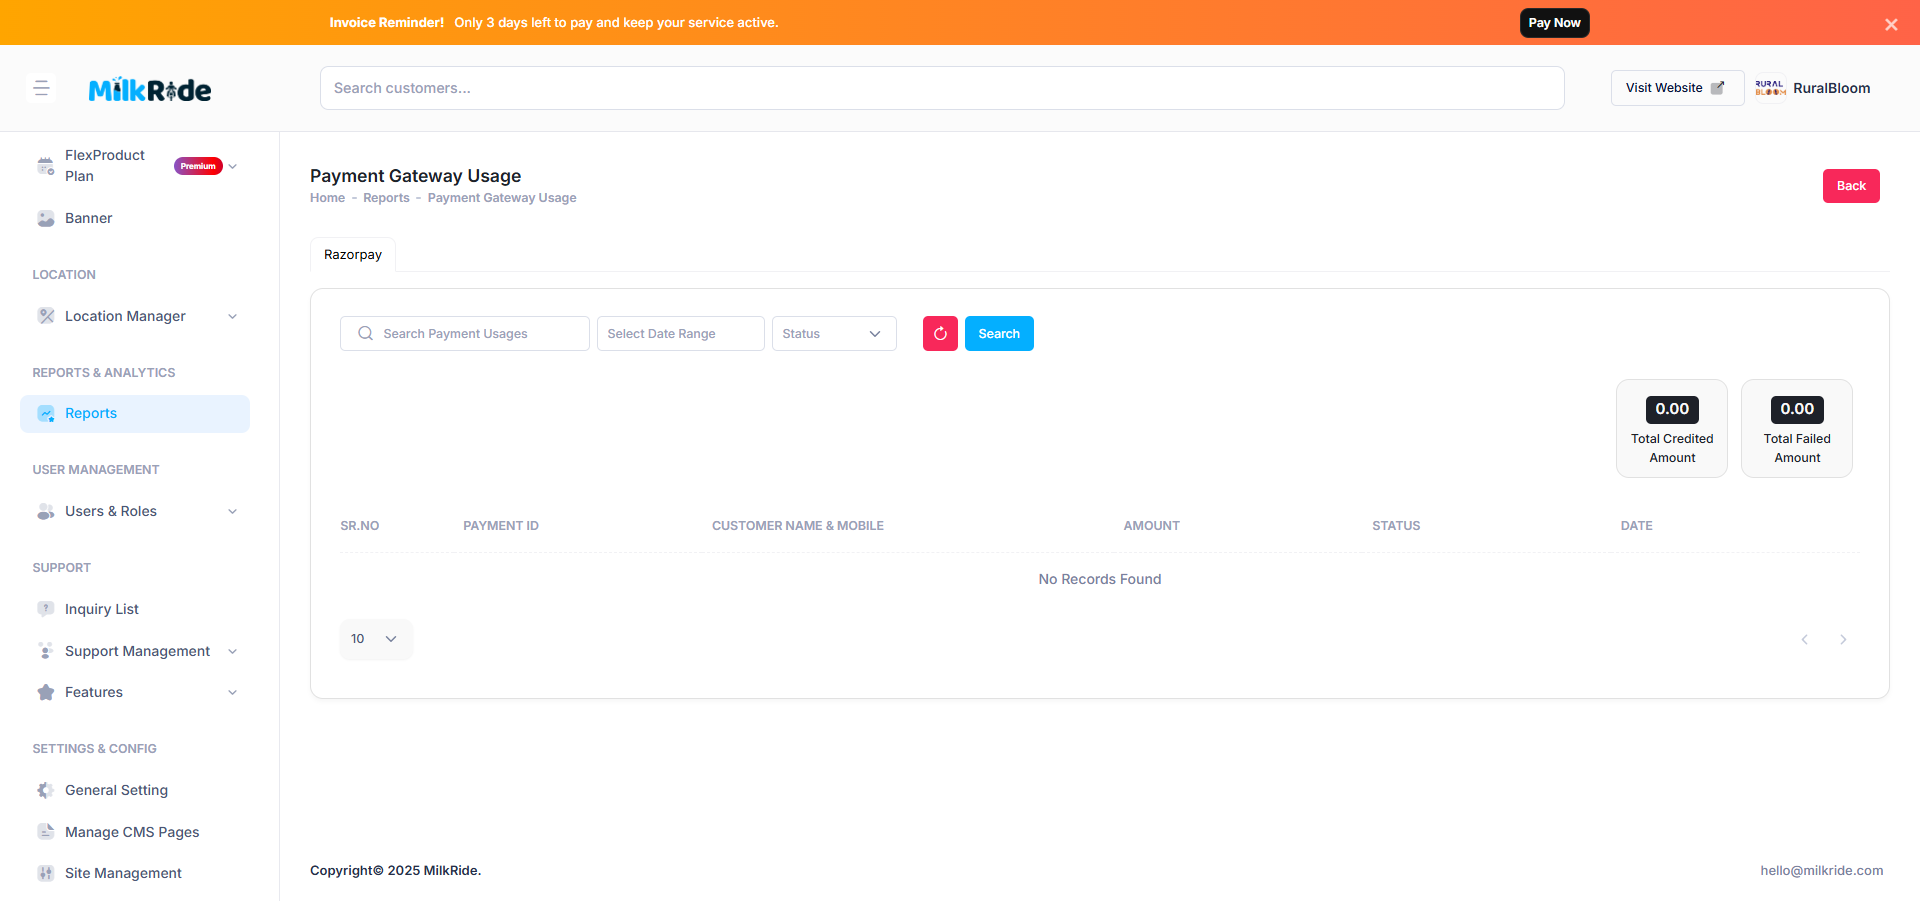 Invoice Reminder! Only 3 days left to pay and keep your service active.
Pay Now
MilkRide
Search customers...
Visit Website
RURAL
BLOOM
RuralBloom
FlexProduct
Plan
Premium
Banner
LOCATION
Location Manager
REPORTS & ANALYTICS
Reports
USER MANAGEMENT
Users & Roles
SUPPORT
Inquiry List
Support Management
Features
SETTINGS & CONFIG
General Setting
Manage CMS Pages
Site Management
Payment Gateway Usage
Home - Reports - Payment Gateway Usage
Back
Razorpay
Search Payment Usages
Select Date Range
Status
Search
0.00
Total Credited
Amount
0.00
Total Failed
Amount
SR.NO PAYMENT ID CUSTOMER NAME & MOBILE AMOUNT STATUS DATE
No Records Found
10
Copyright© 2025 MilkRide.
hello@milkride.com